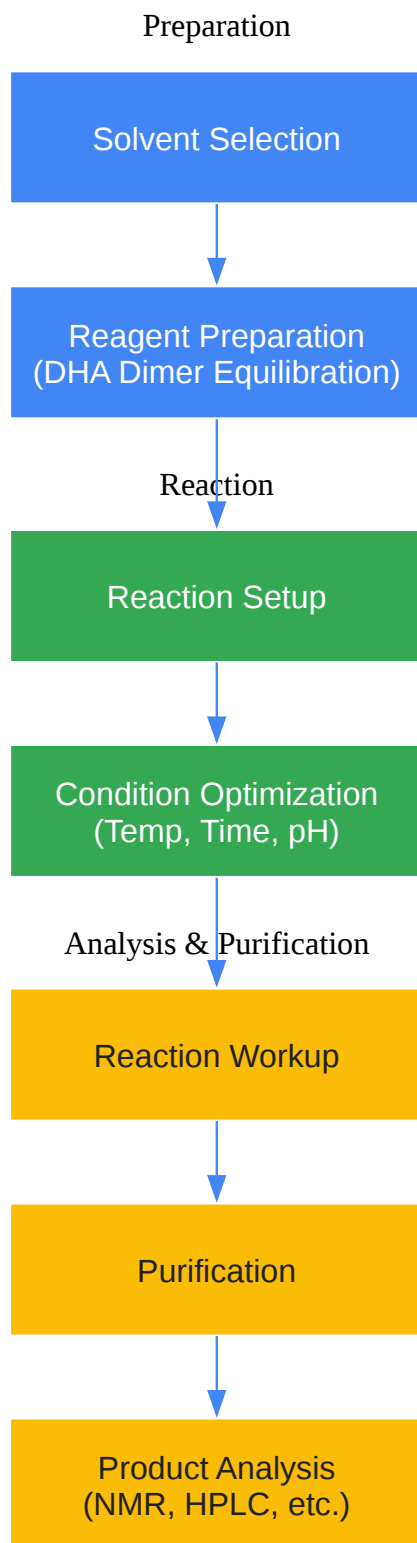 Preparation
Solvent Selection
Reagent Preparation
(DHA Dimer Equilibration)
Reaction
Reaction Setup
Condition Optimization
(Temp, Time, pH)
Analysis & Purification
Reaction Workup
Purification
Product Analysis
(NMR, HPLC, etc.)